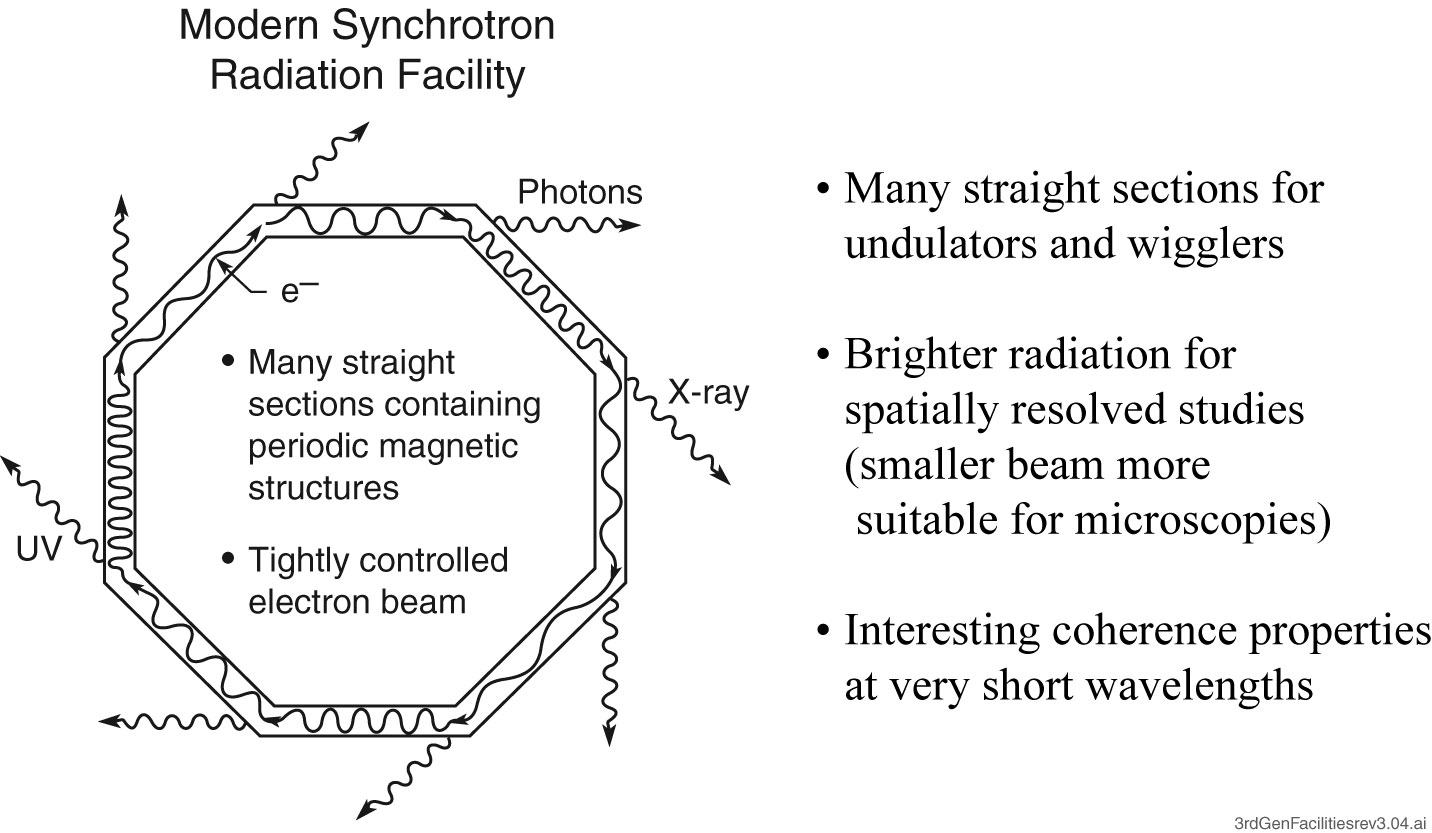 Modern Synchrotron
Radiation Facility
Photons
e–
• Many straight
sections containing
periodic magnetic
structures
• Tightly controlled
electron beam
X-ray
UV
• Many straight sections for
undulators and wigglers
• Brighter radiation for
spatially resolved studies
(smaller beam more
suitable for microscopies)
• Interesting coherence properties
at very short wavelengths
3rdGenFacilitiesrev3.04.ai